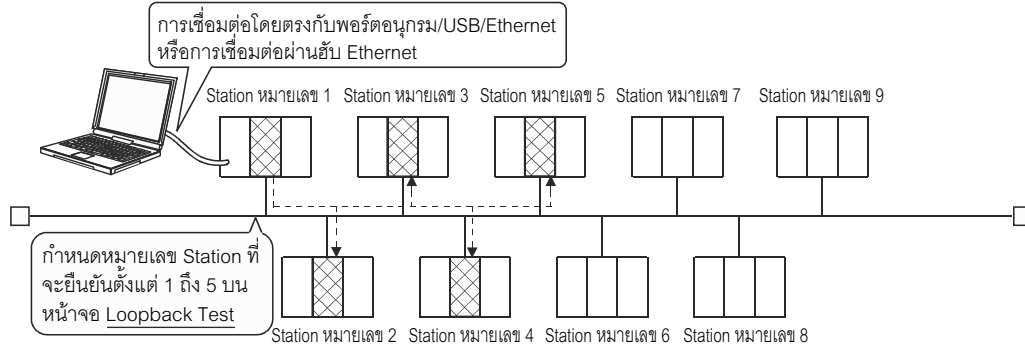 การเชื่อมต่อโดยตรงกับพอร์ตอนุกรม/USB/Ethernet
หรือการเชื่อมต่อผ่านฮับ Ethernet
Station หมายเลข 1
Station หมายเลข 3
Station หมายเลข 5
Station หมายเลข 7
Station หมายเลข 9
กำหนดหมายเลข Station ที่
จะยืนยันตั้งแต่ 1 ถึง 5 บน
หน้าจอ Loopback Test
Station หมายเลข 2
Station หมายเลข 4
Station หมายเลข 6
Station หมายเลข 8